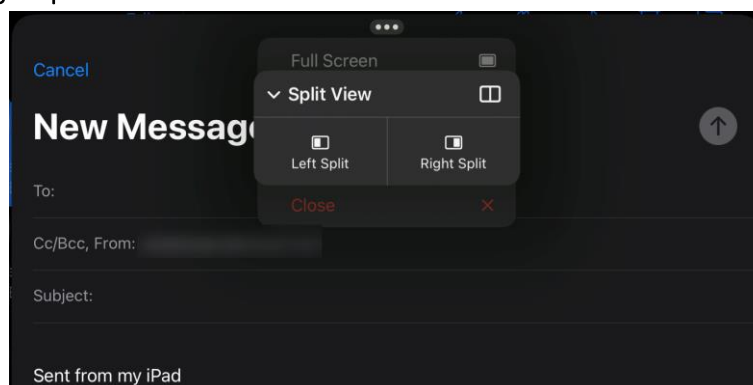 Cancel
Full Screen
Split View
New Message
Left Split
Right Split
To:
Close
Cc/Bcc, From:
Subject:
Sent from my iPad